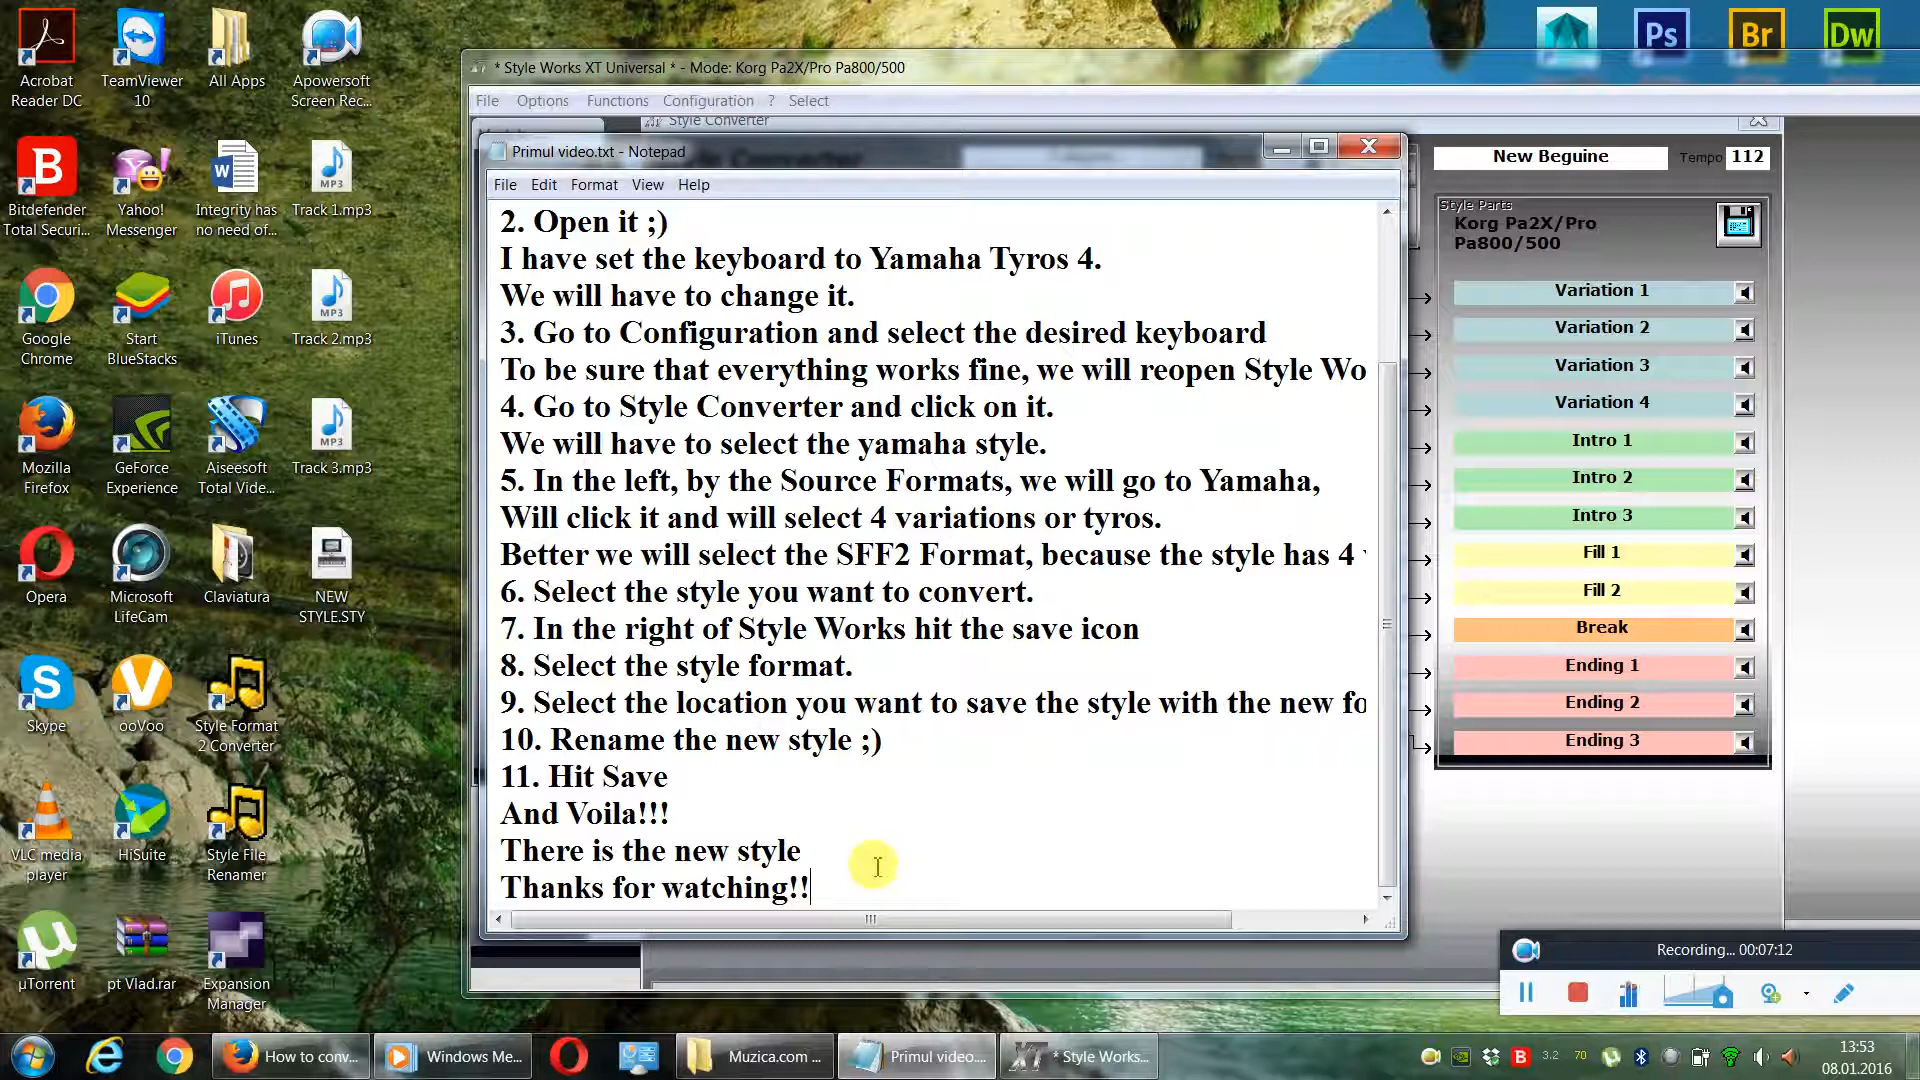 Acrobat
Reader DC
TeamViewer
10
All Apps
Apowersoft
Screen Rec...
Bitdefender
Total Securi...
Yahoo!
Messenger
Integrity has
no need of...
MP3
Track 1.mp3
Google
Chrome
Start
BlueStacks
iTunes
MP3
Track 2.mp3
Mozilla
Firefox
GeForce
Experience
Aiseesoft
Total Vide...
MP3
Track 3.mp3
Opera
Microsoft
LifeCam
Claviatura
NEW
STYLE.STY
Skype
ooVoo
Style Format
2 Converter
VLC media
player
HiSuite
Style File
Renamer
µTorrent
pt Vlad.rar
Expansion
Manager
Ps
Br
Dw
* Style Works XT Universal * - Mode: Korg Pa2X/Pro Pa800/500
File Options Functions Configuration ? Select
Style Converter
Primul video.txt - Notepad
File Edit Format View Help
2. Open it ;)
I have set the keyboard to Yamaha Tyros 4.
We will have to change it.
3. Go to Configuration and select the desired keyboard
To be sure that everything works fine, we will reopen Style Wo
4. Go to Style Converter and click on it.
We will have to select the yamaha style.
5. In the left, by the Source Formats, we will go to Yamaha,
Will click it and will select 4 variations or tyros.
Better we will select the SFF2 Format, because the style has 4
6. Select the style you want to convert.
7. In the right of Style Works hit the save icon
8. Select the style format.
9. Select the location you want to save the style with the new fo
10. Rename the new style ;)
11. Hit Save
And Voila!!!
There is the new style
Thanks for watching!!
New Beguine Tempo 112
Style Parts
Korg Pa2X/Pro
Pa800/500
Variation 1
Variation 2
Variation 3
Variation 4
Intro 1
Intro 2
Intro 3
Fill 1
Fill 2
Break
Ending 1
Ending 2
Ending 3
Recording... 00:07:12
How to conv...
Windows Me...
Muzica.com ...
Primul video....
XT
* Style Works...
3.2
70
13:53
08.01.2016